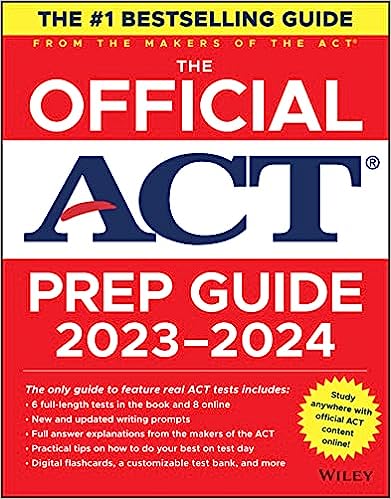 THE #1 BESTSELLING GUIDE
FROM THE MAKERS OF THE ACT®
THE
OFFICIAL
ACT®
PREP GUIDE
2023–2024
The only guide to feature real ACT tests includes:
• 6 full-length tests in the book and 8 online
• New and updated writing prompts
• Full answer explanations from the makers of the ACT
• Practical tips on how to do your best on test day
• Digital flashcards, a customizable test bank, and more
Study
anywhere with
official ACT
content
online!
WILEY